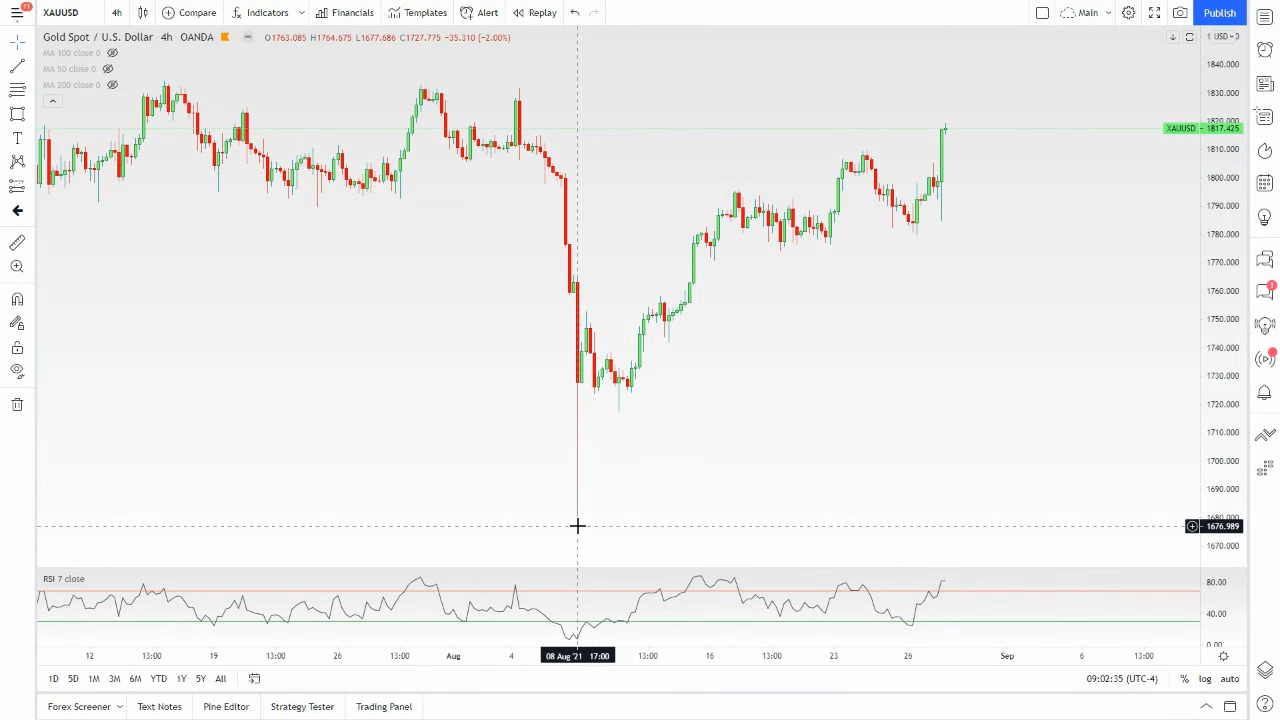 11
XAUUSD 4h Compare Indicators Financials Templates Alert Replay Main Publish
Gold Spot / U.S. Dollar · 4h · OANDA O1763.085 H1764.675 L1677.686 C1727.775 −35.310 (−2.00%)
MA 100 close 0
MA 50 close 0
MA 200 close 0
USD
1840.000
1830.000
1820.000
XAUUSD 1817.425
1810.000
1800.000
1790.000
1780.000
1770.000
1760.000
1750.000
1740.000
1730.000
1720.000
1710.000
1700.000
1690.000
1680.000
1676.989
1670.000
1
1
RSI 7 close
80.00
40.00
0.00
12 13:00 19 13:00 26 13:00 Aug 4 08 Aug '21 17:00 13:00 16 13:00 23 26 Sep 6 13:00
1D 5D 1M 3M 6M YTD 1Y 5Y All 09:02:35 (UTC-4) % log auto
Forex Screener Text Notes Pine Editor Strategy Tester Trading Panel